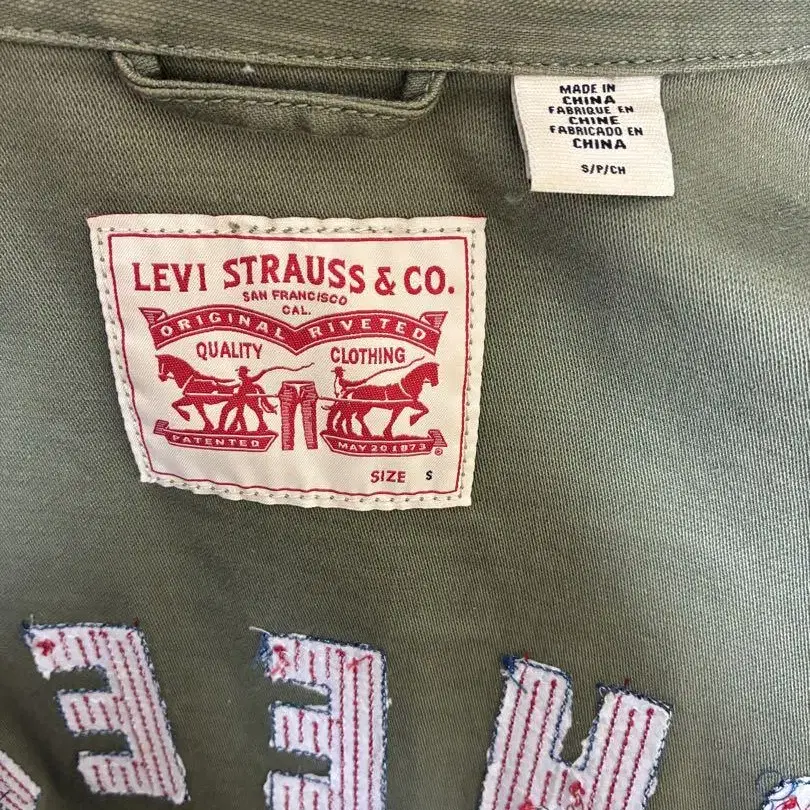 MADE IN
CHINA
FABRIQUE EN
CHINE
FABRICADO EN
CHINA
S/P/CH
LEVI STRAUSS & CO.
SAN FRANCISCO
CAL.
ORIGINAL RIVETED
QUALITY CLOTHING
PATENTED MAY 20 1873 ®
SIZE S